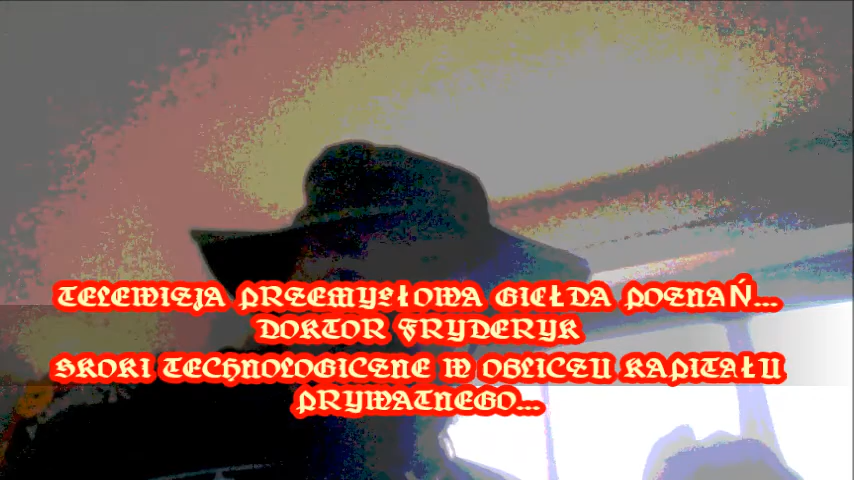 TELEWIZJA PRZEMYSŁOWA GIEŁDA POZNAŃ...
DOKTOR FRYDERYK
SKOKI TECHNOLOGICZNE W OBLICZU KAPITAŁU
PRYWATNEGO...